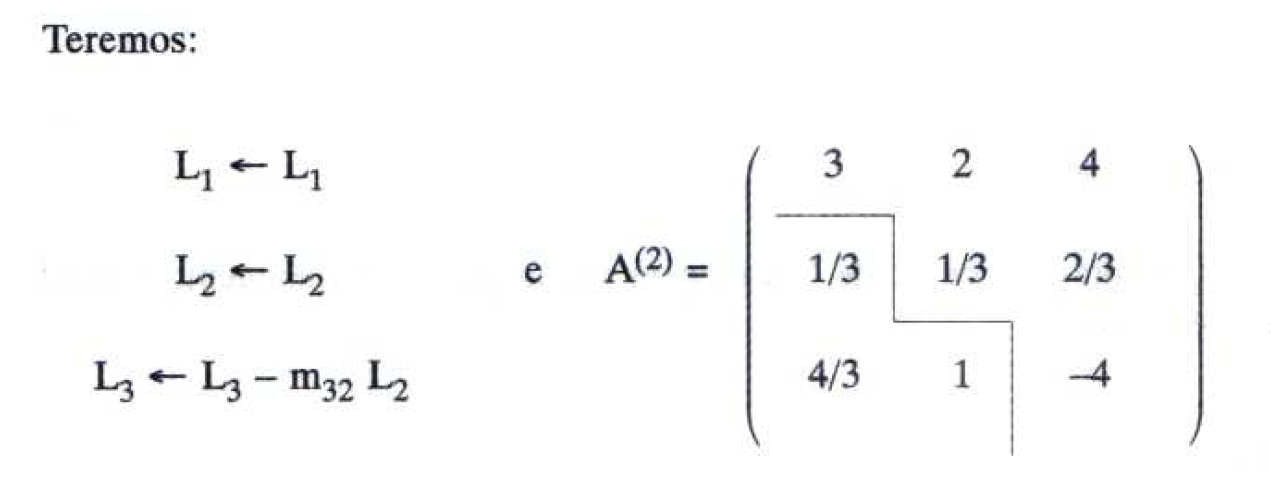 Teremos:
L₁ ← L₁ 3 2 4
L₂ ← L₂ e A⁽²⁾ = 1/3 1/3 2/3
L₃ ← L₃ – m₃₂ L₂ 4/3 1 –4